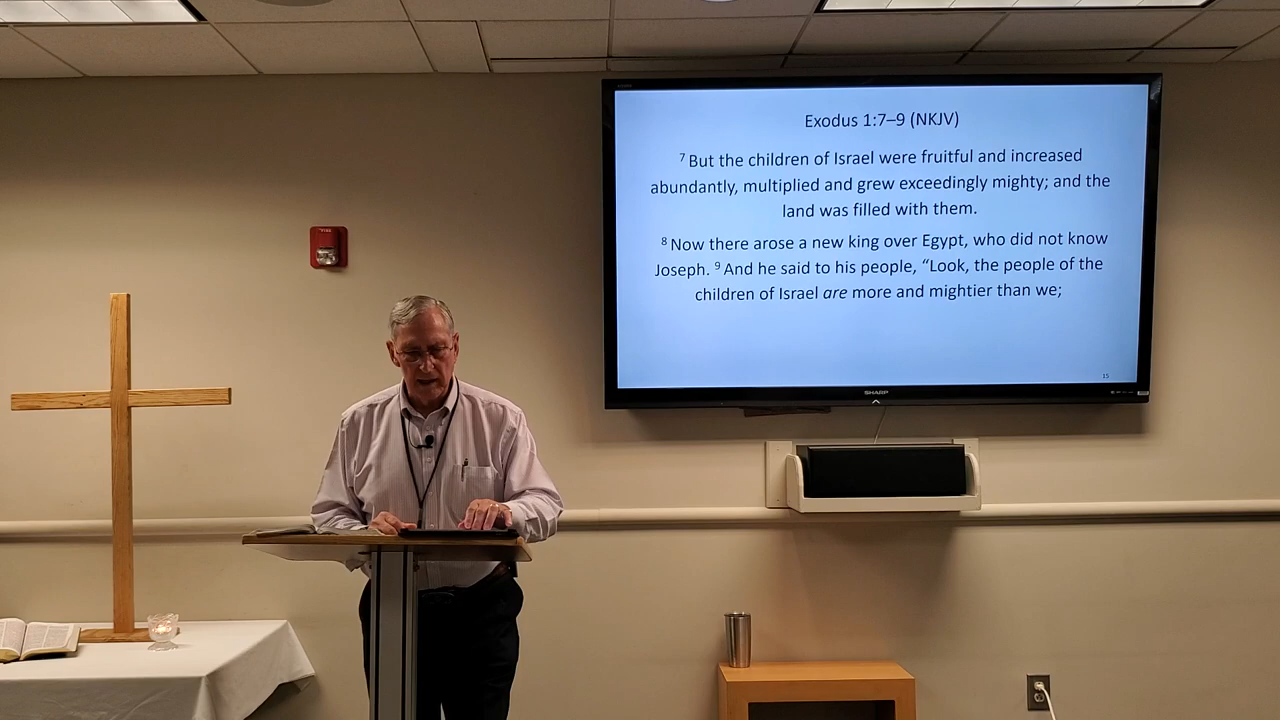 Exodus 1:7–9 (NKJV)
7 But the children of Israel were fruitful and increased
abundantly, multiplied and grew exceedingly mighty; and the
land was filled with them.
8 Now there arose a new king over Egypt, who did not know
Joseph. 9 And he said to his people, “Look, the people of the
children of Israel are more and mightier than we;
15
SHARP
FIRE